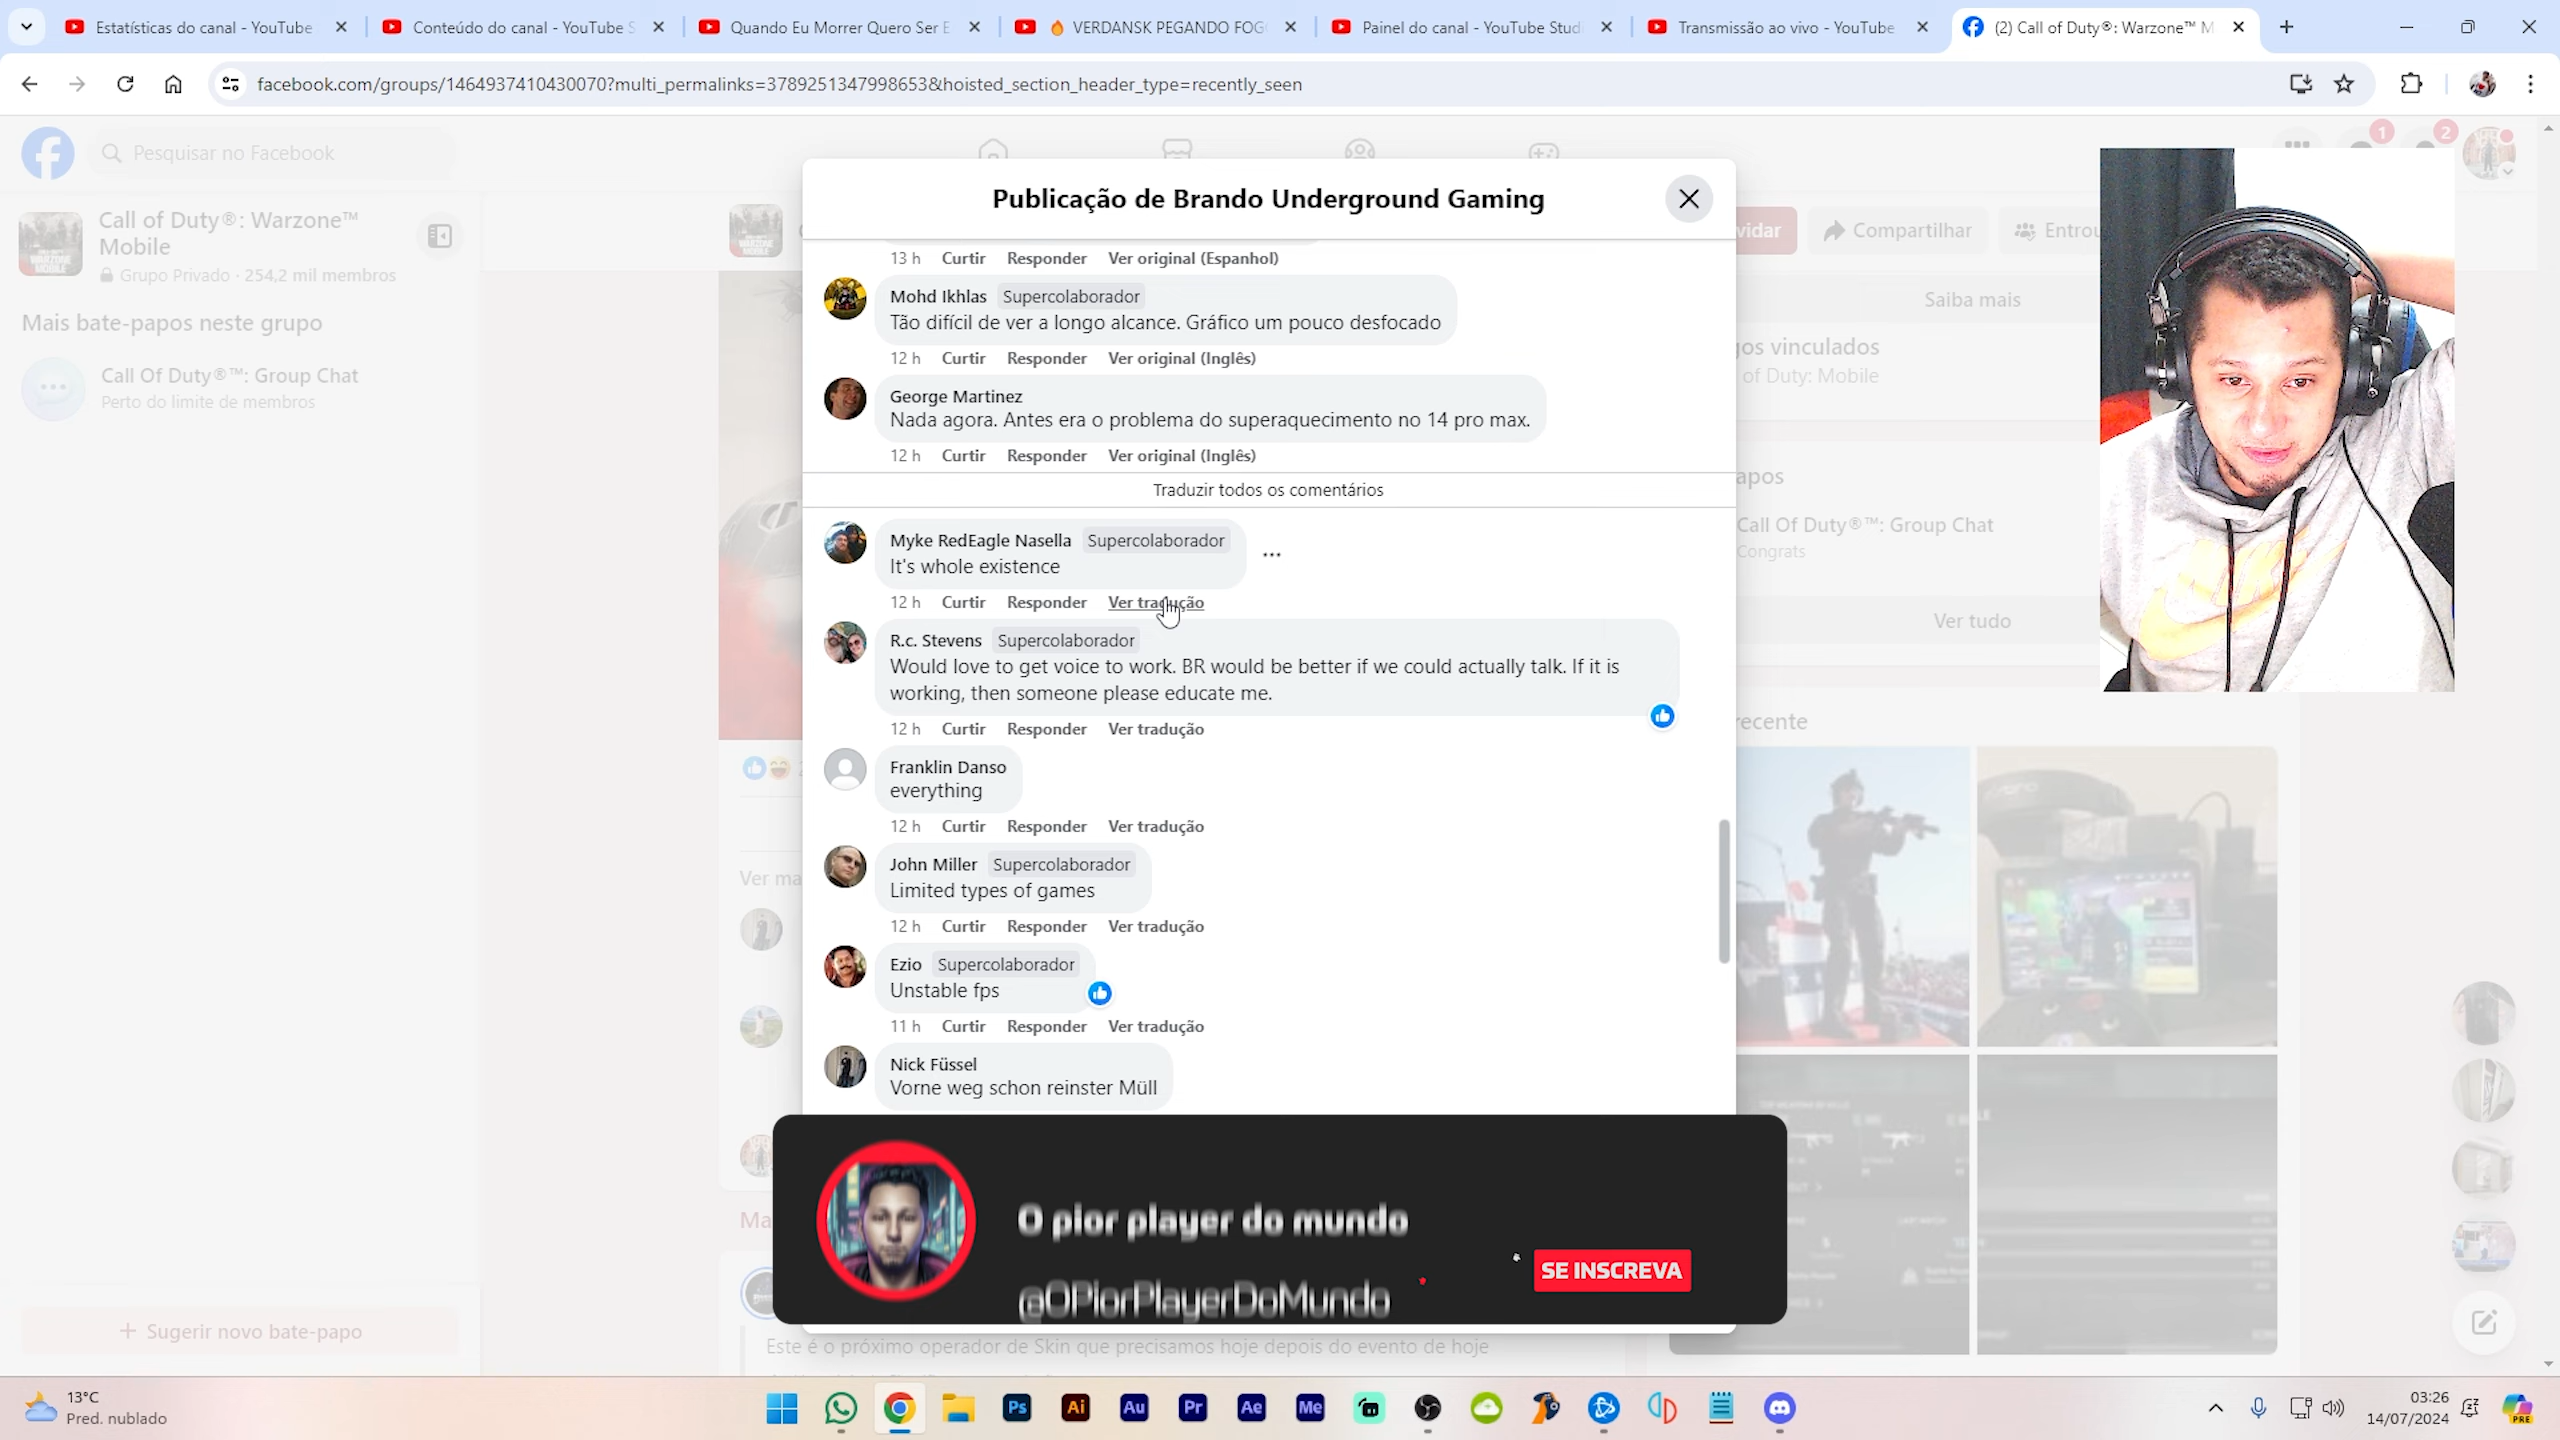 Estatísticas do canal - YouTube
Conteúdo do canal - YouTube S
Quando Eu Morrer Quero Ser E
VERDANSK PEGANDO FOG
Painel do canal - YouTube Studi
Transmissão ao vivo - YouTube
(2) Call of Duty®: Warzone™ M
facebook.com/groups/1464937410430070?multi_permalinks=3789251347998653&hoisted_section_header_type=recently_seen
Pesquisar no Facebook
1
2
Call of Duty®: Warzone™
Mobile
Grupo Privado · 254,2 mil membros
Mais bate-papos neste grupo
Call Of Duty®™: Group Chat
Perto do limite de membros
Sugerir novo bate-papo
Publicação de Brando Underground Gaming
13 h Curtir Responder Ver original (Espanhol)
Mohd Ikhlas Supercolaborador
Tão difícil de ver a longo alcance. Gráfico um pouco desfocado
12 h Curtir Responder Ver original (Inglês)
George Martinez
Nada agora. Antes era o problema do superaquecimento no 14 pro max.
12 h Curtir Responder Ver original (Inglês)
Traduzir todos os comentários
Myke RedEagle Nasella Supercolaborador
It's whole existence
12 h Curtir Responder Ver tradução
R.c. Stevens Supercolaborador
Would love to get voice to work. BR would be better if we could actually talk. If it is
working, then someone please educate me.
12 h Curtir Responder Ver tradução
Franklin Danso
everything
12 h Curtir Responder Ver tradução
John Miller Supercolaborador
Limited types of games
12 h Curtir Responder Ver tradução
Ezio Supercolaborador
Unstable fps
11 h Curtir Responder Ver tradução
Nick Füssel
Vorne weg schon reinster Müll
O pior player do mundo
@OPiorPlayerDoMundo
SE INSCREVA
Este é o próximo operador de Skin que precisamos hoje depois do evento de hoje
Ver ma
Ma
vidar
Compartilhar
Entrou
Saiba mais
os vinculados
of Duty: Mobile
apos
Call Of Duty®™: Group Chat
Congrats
Ver tudo
recente
13°C
Pred. nublado
Ps
Ai
Au
Pr
Ae
Me
03:26
14/07/2024
PRE